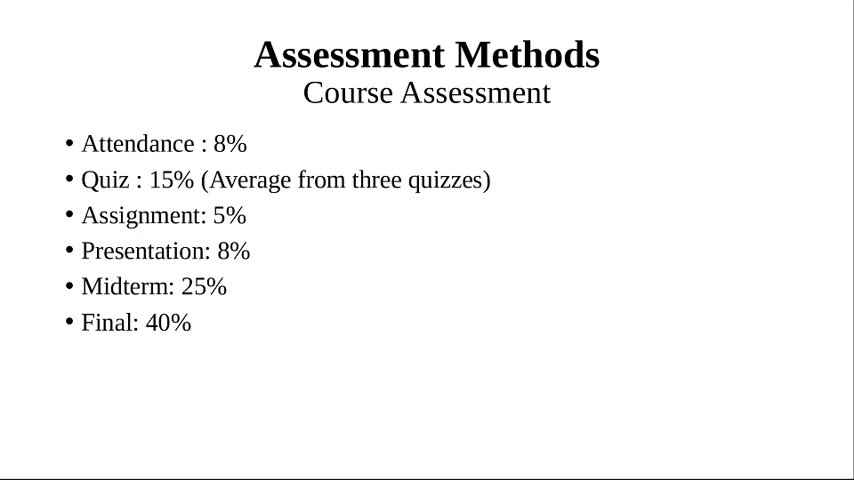 Assessment Methods
Course Assessment
• Attendance : 8%
• Quiz : 15% (Average from three quizzes)
• Assignment: 5%
• Presentation: 8%
• Midterm: 25%
• Final: 40%